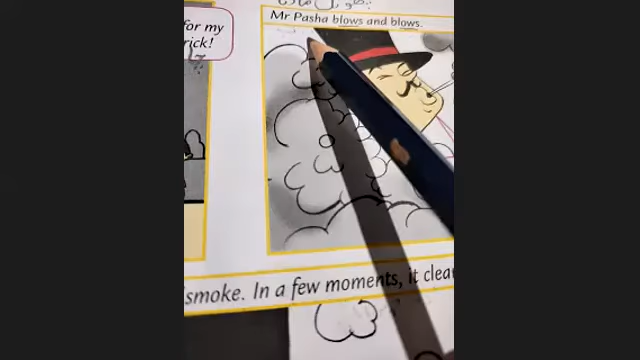 for my
rick!
Mr Pasha blows and blows.
smoke. In a few moments, it clea